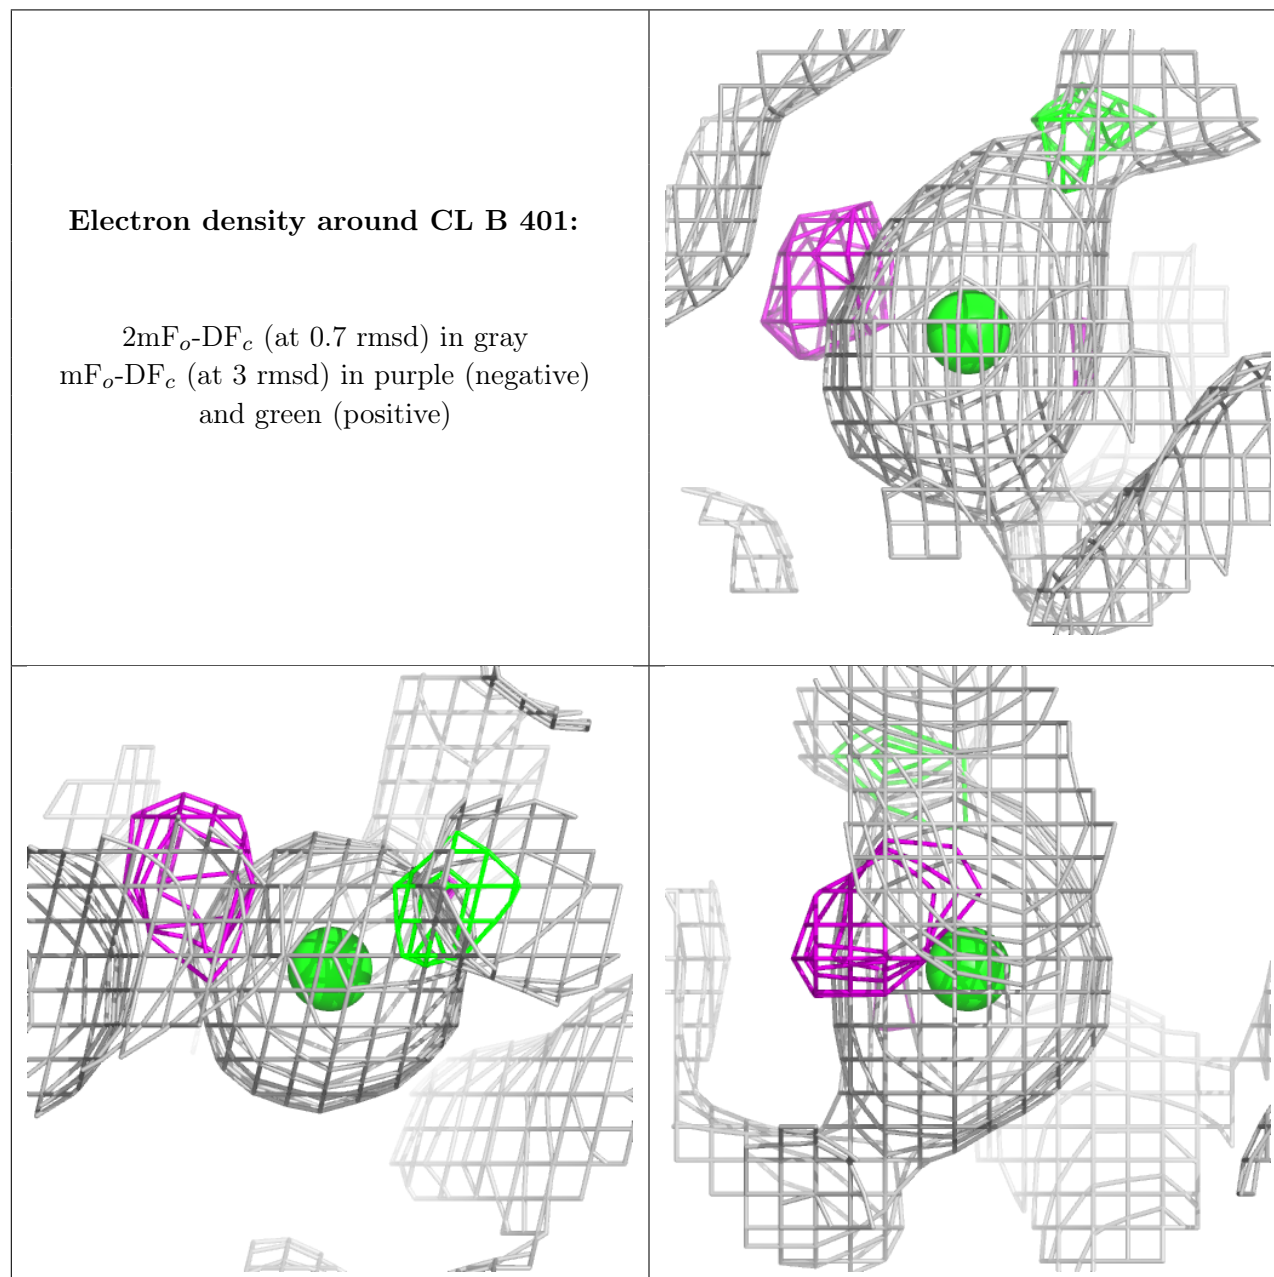 Electron density around CL B 401:
2mFo-DFc (at 0.7 rmsd) in gray
mFo-DFc (at 3 rmsd) in purple (negative)
and green (positive)